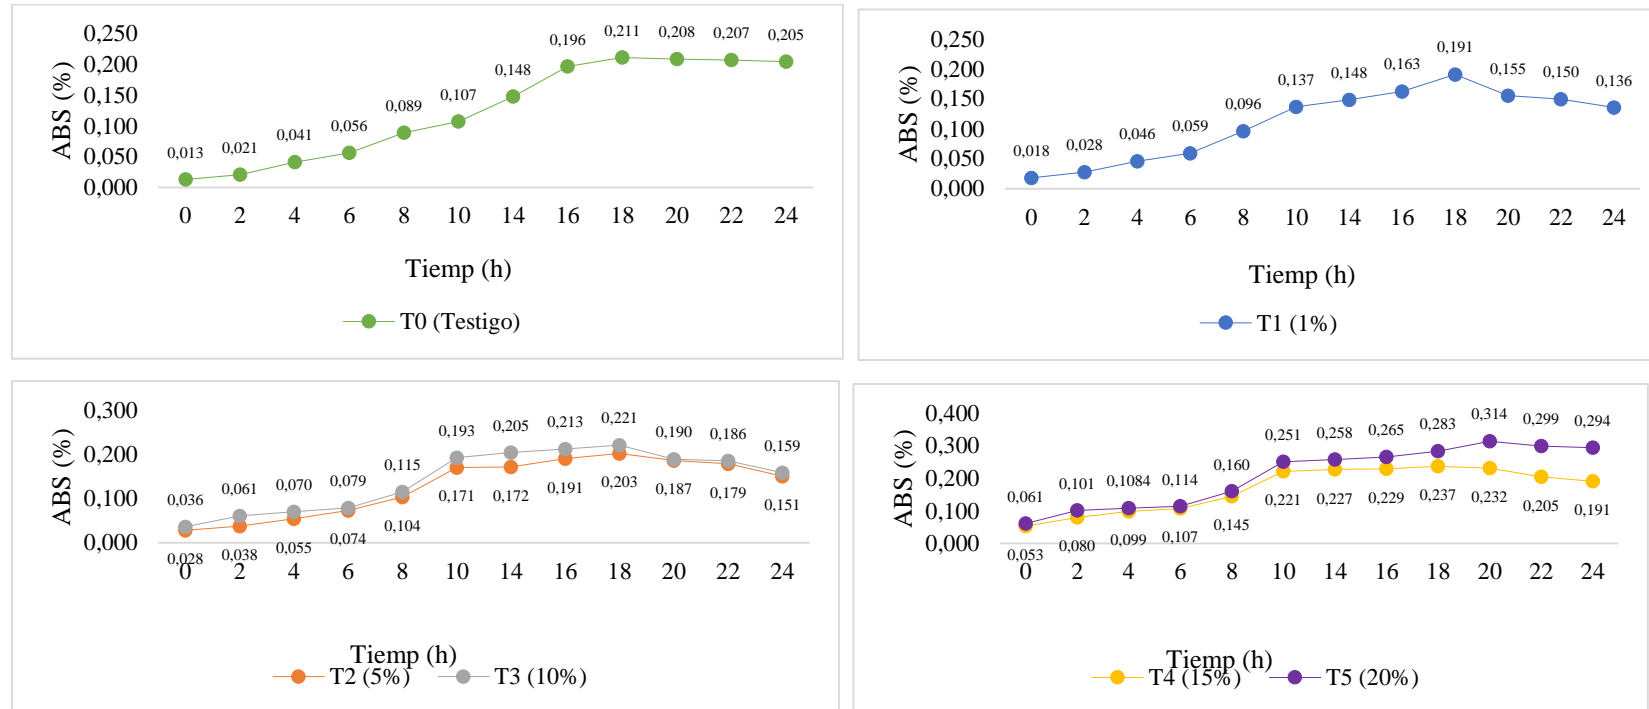 0,250
0,200
0,150
0,100
0,050
0,000
ABS (%)
0,013 0,021 0,041 0,056 0,089 0,107 0,148 0,196 0,211 0,208 0,207 0,205
0 2 4 6 8 10 14 16 18 20 22 24
Tiemp (h)
T0 (Testigo)
0,250
0,200
0,150
0,100
0,050
0,000
ABS (%)
0,018 0,028 0,046 0,059 0,096 0,137 0,148 0,163 0,191 0,155 0,150 0,136
0 2 4 6 8 10 14 16 18 20 22 24
Tiemp (h)
T1 (1%)
0,300
0,200
0,100
0,000
ABS (%)
0,036 0,061 0,070 0,079 0,115 0,193 0,205 0,213 0,221 0,190 0,186 0,159
0,028 0,038 0,055 0,074 0,104 0,171 0,172 0,191 0,203 0,187 0,179 0,151
0 2 4 6 8 10 14 16 18 20 22 24
Tiemp (h)
T2 (5%) T3 (10%)
0,400
0,300
0,200
0,100
0,000
ABS (%)
0,061 0,101 0,1084 0,114 0,160 0,251 0,258 0,265 0,283 0,314 0,299 0,294
0,053 0,080 0,099 0,107 0,145 0,221 0,227 0,229 0,237 0,232 0,205 0,191
0 2 4 6 8 10 14 16 18 20 22 24
Tiemp (h)
T4 (15%) T5 (20%)